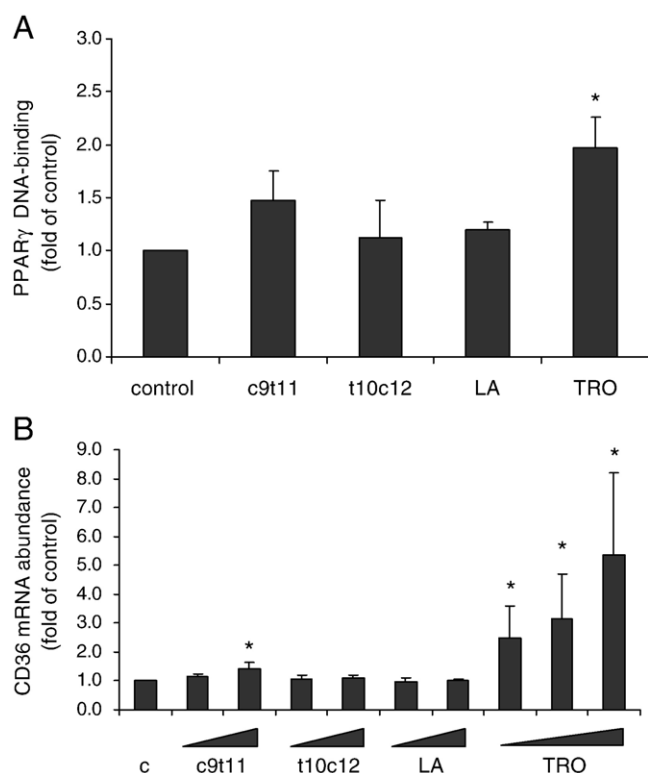 A
PPARγ DNA-binding
(fold of control)
3.0
2.5
2.0
1.5
1.0
0.5
0.0
*
control c9t11 t10c12 LA TRO
B
CD36 mRNA abundance
(fold of control)
9.0
8.0
7.0
6.0
5.0
4.0
3.0
2.0
1.0
0.0
* * * *
c c9t11 t10c12 LA TRO